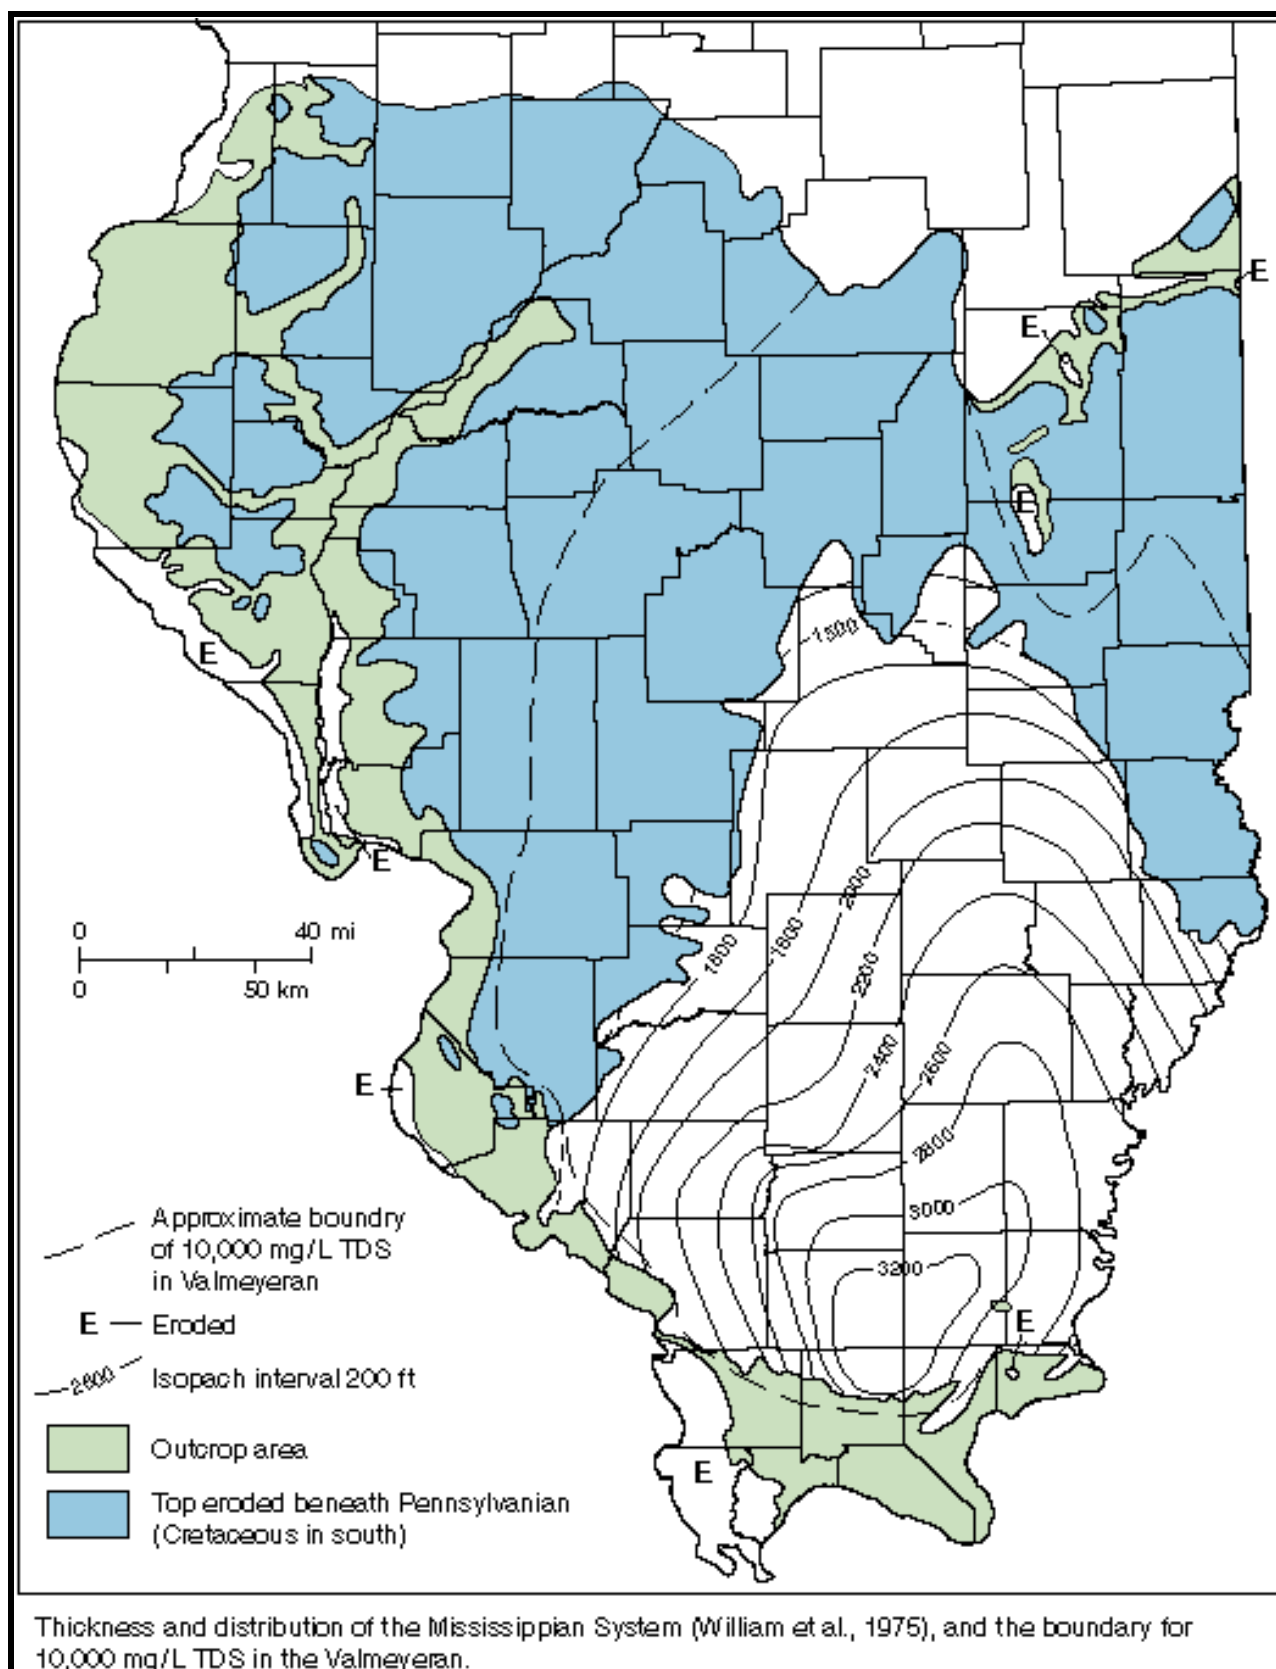 E
E
1500
E
E
E
0
40 mi
0
50 km
1800
1800
2000
2200
2400
2600
E
2800
3000
3200
E
Approximate boundry
of 10,000 mg/L TDS
in Valmeyeran
E — Eroded
2600 Isopach interval 200 ft
Outcrop area
E
Top eroded beneath Pennsylvanian
(Cretaceous in south)
Thickness and distribution of the Mississippian System (William et al., 1975), and the boundary for
10,000 mg/L TDS in the Valmeyeran.